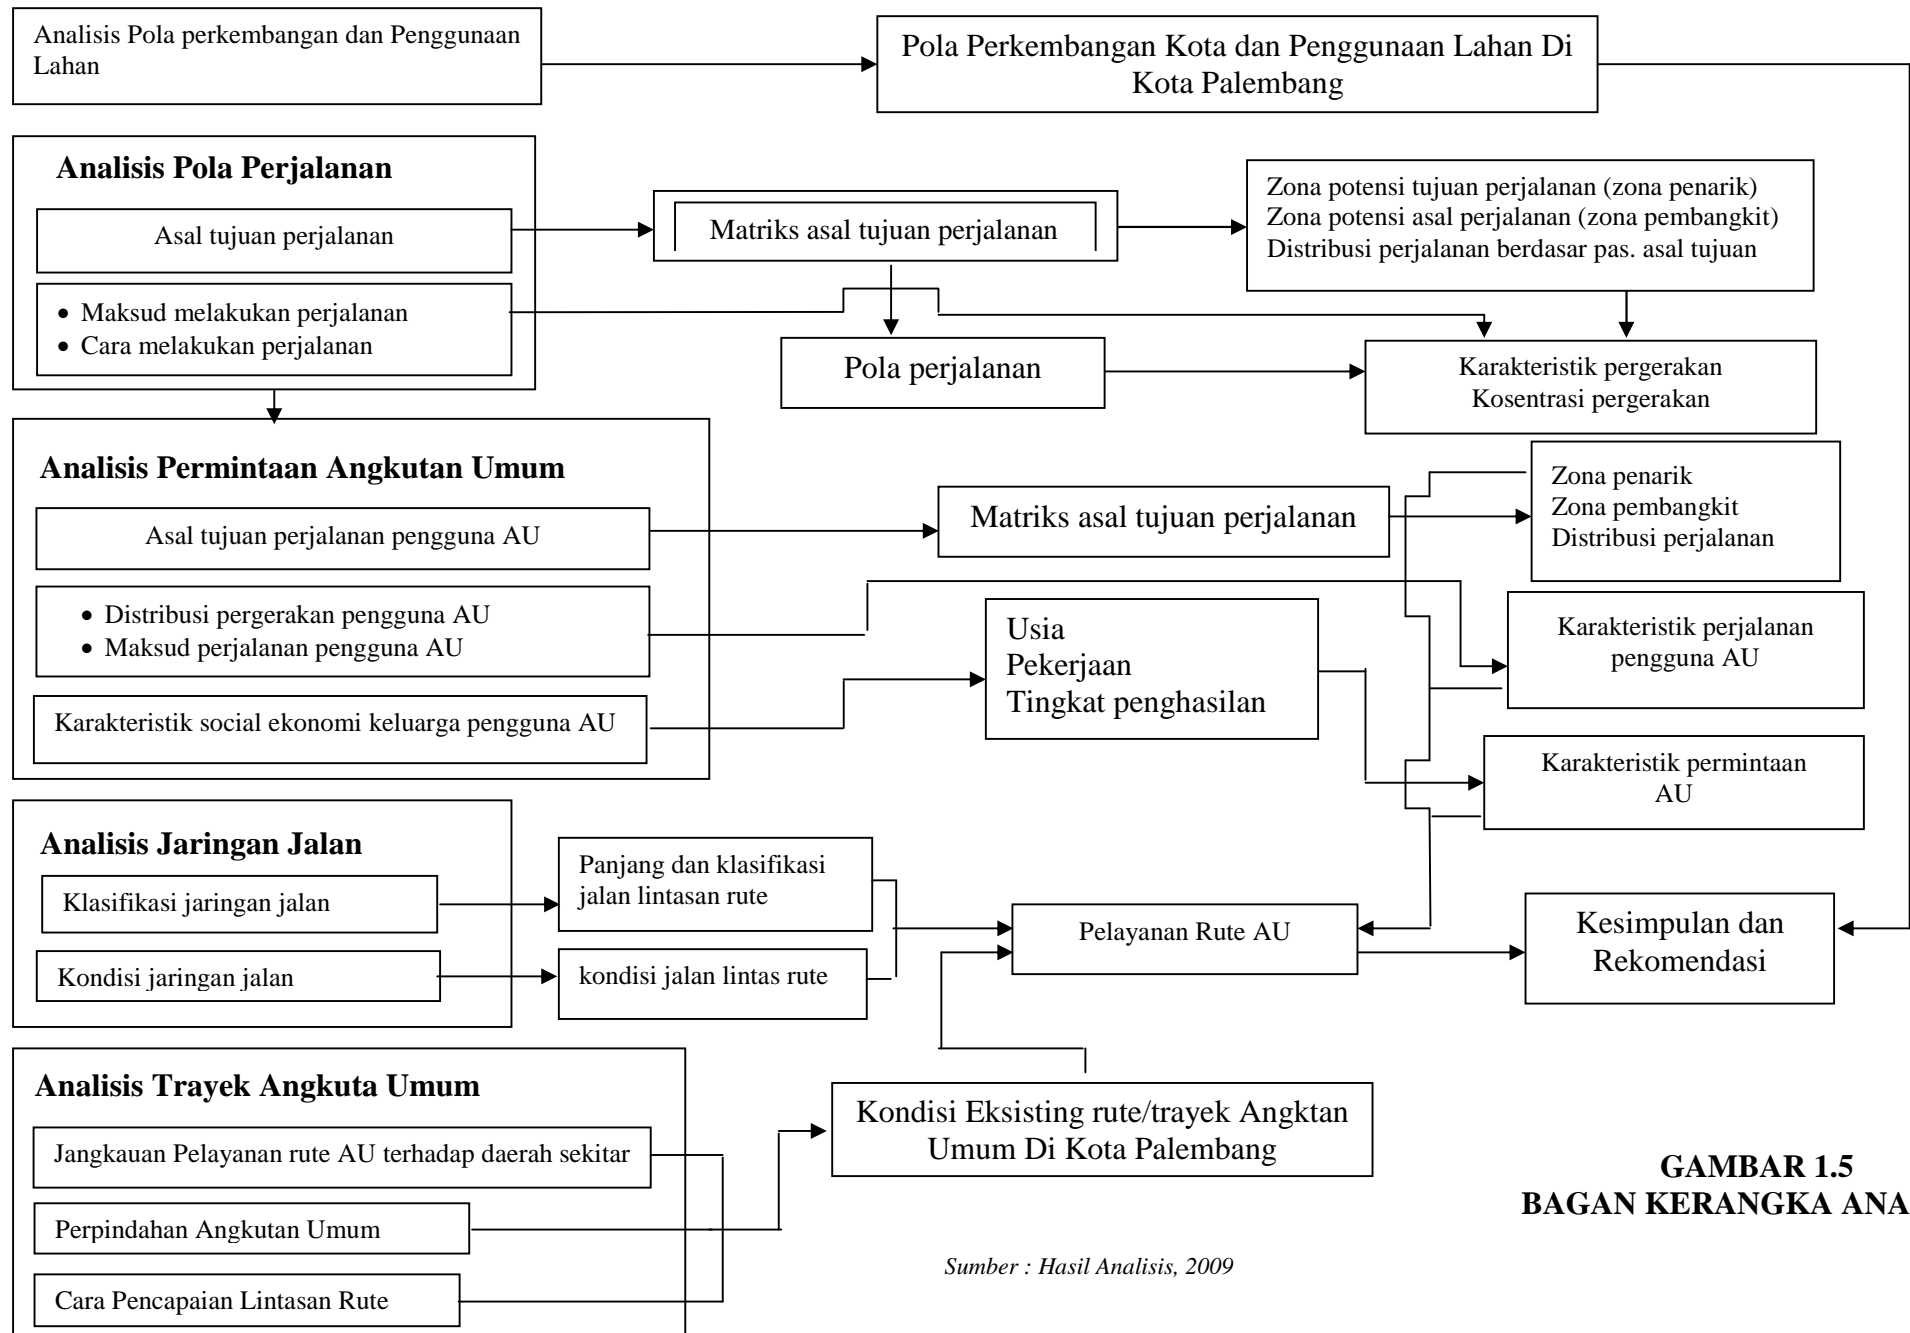 Analisis Pola perkembangan dan Penggunaan
Lahan
Pola Perkembangan Kota dan Penggunaan Lahan Di
Kota Palembang
Analisis Pola Perjalanan
Asal tujuan perjalanan
Matriks asal tujuan perjalanan
Zona potensi tujuan perjalanan (zona penarik)
Zona potensi asal perjalanan (zona pembangkit)
Distribusi perjalanan berdasar pas. asal tujuan
• Maksud melakukan perjalanan
• Cara melakukan perjalanan
Pola perjalanan
Karakteristik pergerakan
Kosentrasi pergerakan
Analisis Permintaan Angkutan Umum
Asal tujuan perjalanan pengguna AU
Matriks asal tujuan perjalanan
Zona penarik
Zona pembangkit
Distribusi perjalanan
• Distribusi pergerakan pengguna AU
• Maksud perjalanan pengguna AU
Usia
Pekerjaan
Tingkat penghasilan
Karakteristik perjalanan
pengguna AU
Karakteristik social ekonomi keluarga pengguna AU
Karakteristik permintaan
AU
Analisis Jaringan Jalan
Klasifikasi jaringan jalan
Panjang dan klasifikasi
jalan lintasan rute
Kondisi jaringan jalan
kondisi jalan lintas rute
Pelayanan Rute AU
Kesimpulan dan
Rekomendasi
Analisis Trayek Angkuta Umum
Jangkauan Pelayanan rute AU terhadap daerah sekitar
Perpindahan Angkutan Umum
Cara Pencapaian Lintasan Rute
Kondisi Eksisting rute/trayek Angktan
Umum Di Kota Palembang
GAMBAR 1.5
BAGAN KERANGKA ANA
Sumber : Hasil Analisis, 2009